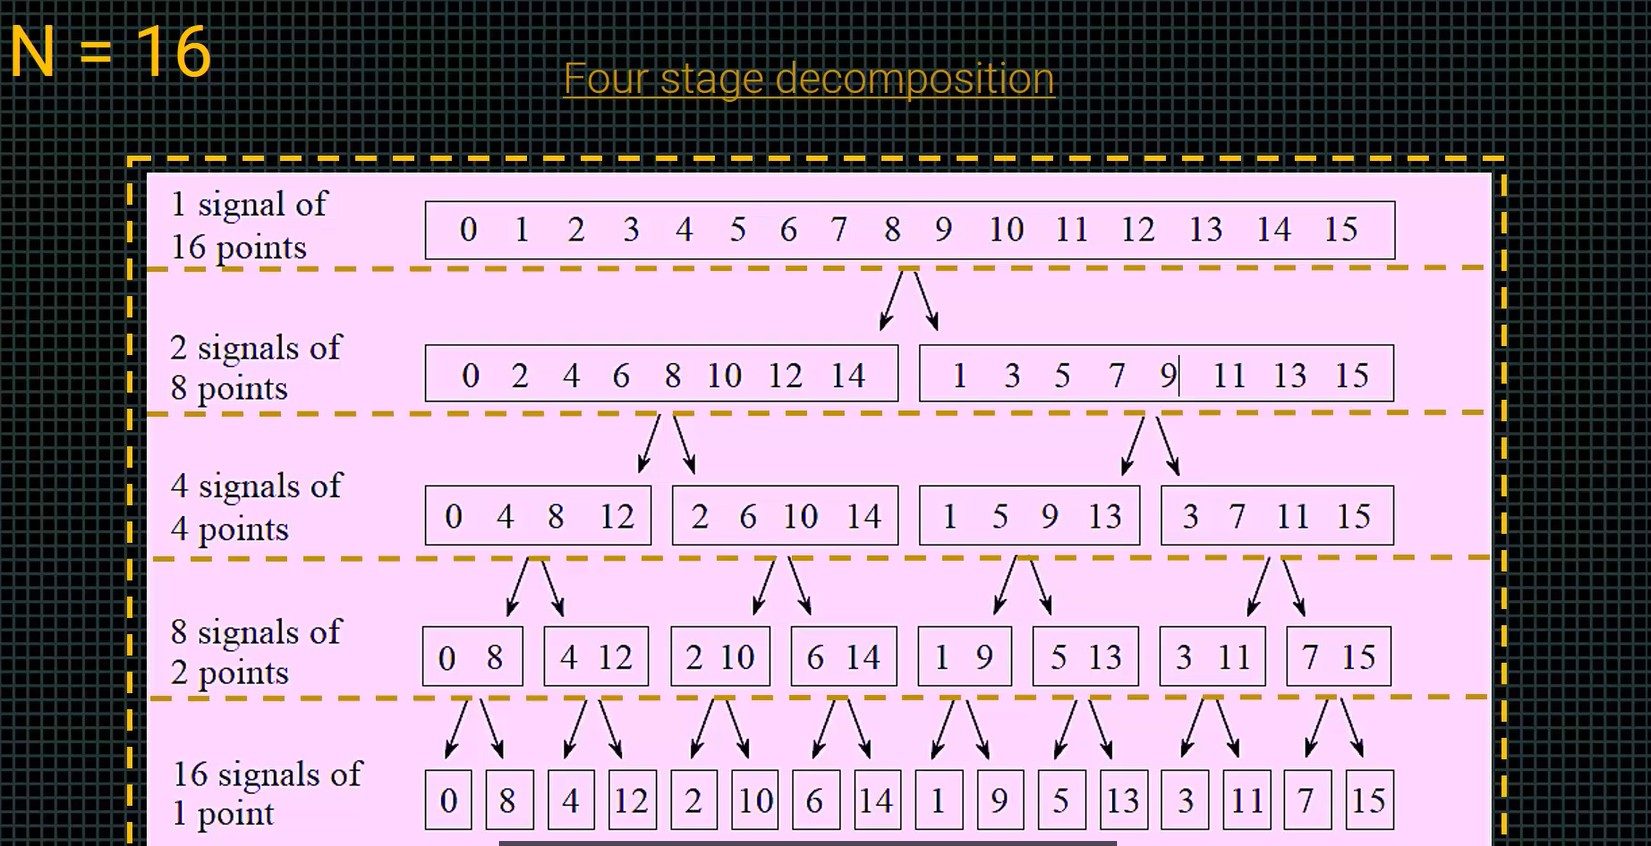 N = 16
Four stage decomposition
1 signal of
16 points
0 1 2 3 4 5 6 7 8 9 10 11 12 13 14 15
2 signals of
8 points
0 2 4 6 8 10 12 14
1 3 5 7 9 11 13 15
4 signals of
4 points
0 4 8 12
2 6 10 14
1 5 9 13
3 7 11 15
8 signals of
2 points
0 8
4 12
2 10
6 14
1 9
5 13
3 11
7 15
16 signals of
1 point
0
8
4
12
2
10
6
14
1
9
5
13
3
11
7
15